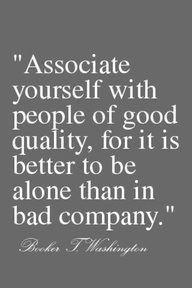 "Associate
yourself with
people of good
quality, for it is
better to be
alone than in
bad company."
Booker T. Washington